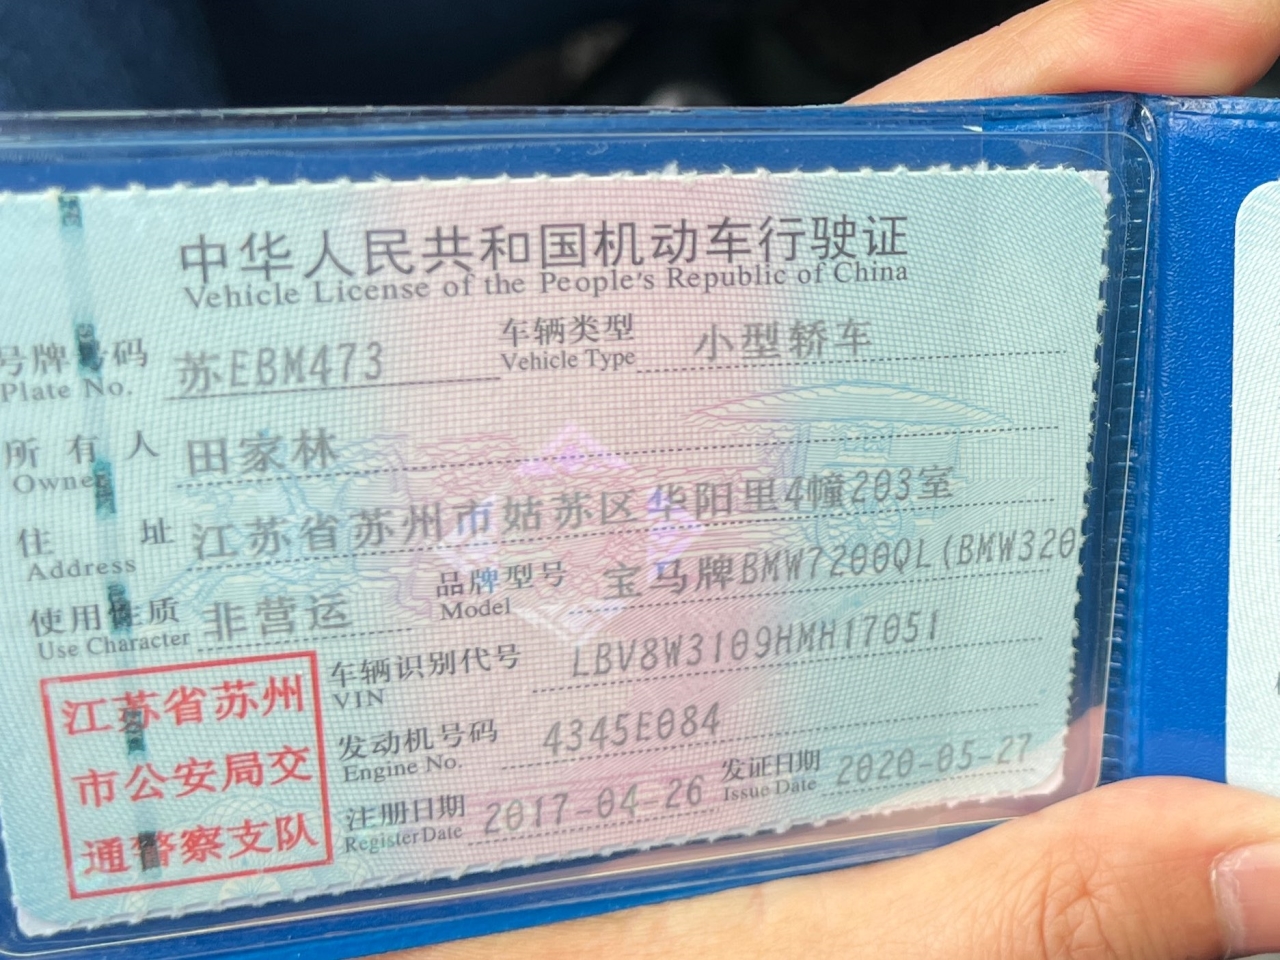 中华人民共和国机动车行驶证
Vehicle License of the People's Republic of China
号牌号码 苏EBM473 车辆类型 小型轿车
Plate No. Vehicle Type
所有人 田家林
Owner
住址 江苏省苏州市姑苏区华阳里4幢203室
Address
使用性质 非营运 品牌型号 宝马牌BMW7200QL(BMW320
Use Character Model
车辆识别代号 LBV8W3109HMH17051
VIN
发动机号码 4345E084
Engine No.
注册日期 2017-04-26 发证日期 2020-05-27
Register Date Issue Date
江苏省苏州
市公安局交
通警察支队